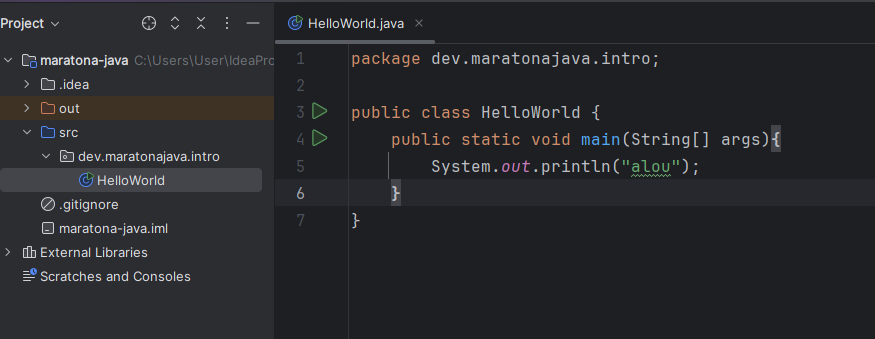 Project
maratona-java C:\Users\User\IdeaPro
.idea
out
src
dev.maratonajava.intro
HelloWorld
.gitignore
maratona-java.iml
External Libraries
Scratches and Consoles
HelloWorld.java
1 package dev.maratonajava.intro;
2
3 public class HelloWorld {
4 public static void main(String[] args){
5 System.out.println("alou");
6 }
7 }